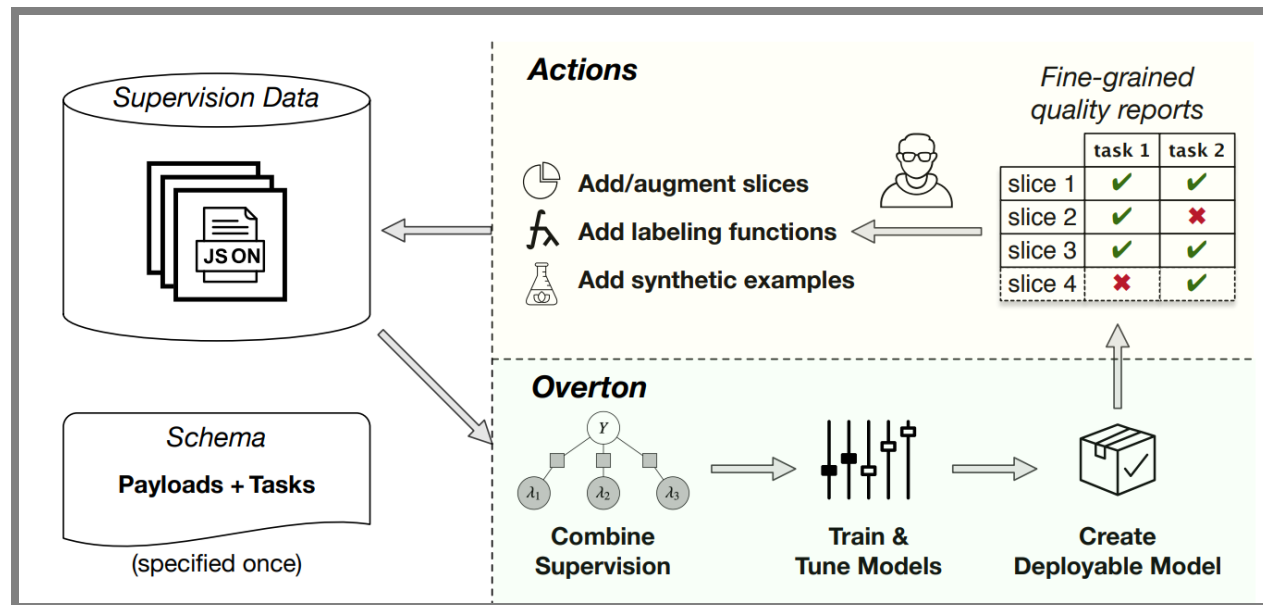 Supervision Data
JSON
Schema
Payloads + Tasks
(specified once)
Actions
Add/augment slices
Add labeling functions
Add synthetic examples
Fine-grained
quality reports
task 1 task 2
slice 1 ✔ ✔
slice 2 ✔ ✖
slice 3 ✔ ✔
slice 4 ✖ ✔
Overton
Y
λ1 λ2 λ3
Combine
Supervision
Train &
Tune Models
Create
Deployable Model